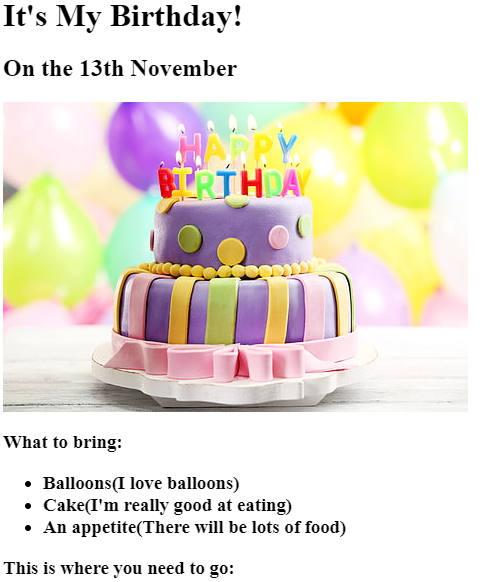 It's My Birthday!
On the 13th November
HAPPY
BIRTHDAY
What to bring:
Balloons(I love balloons)
Cake(I'm really good at eating)
An appetite(There will be lots of food)
This is where you need to go: